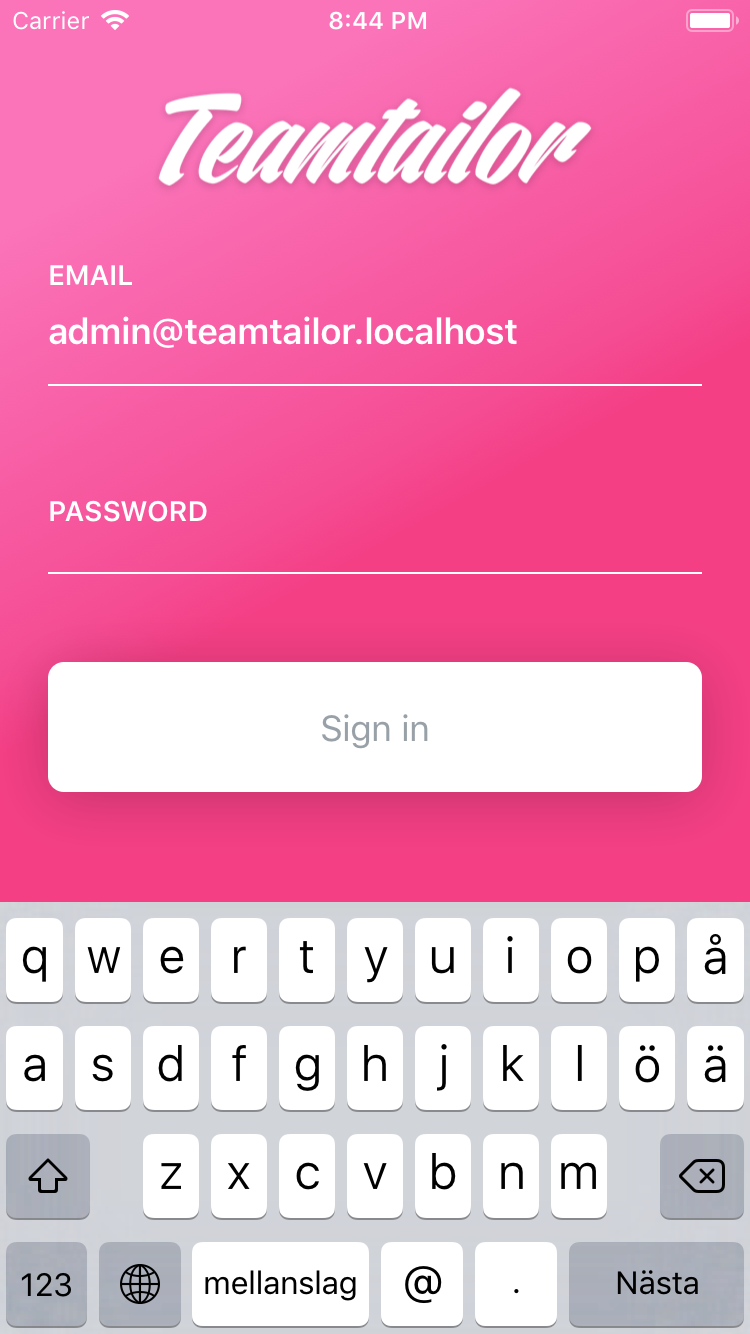 Carrier 8:44 PM
Teamtailor
EMAIL
admin@teamtailor.localhost
PASSWORD
Sign in
q w e r t y u i o p å
a s d f g h j k l ö ä
z x c v b n m
123 mellanslag @ . Nästa